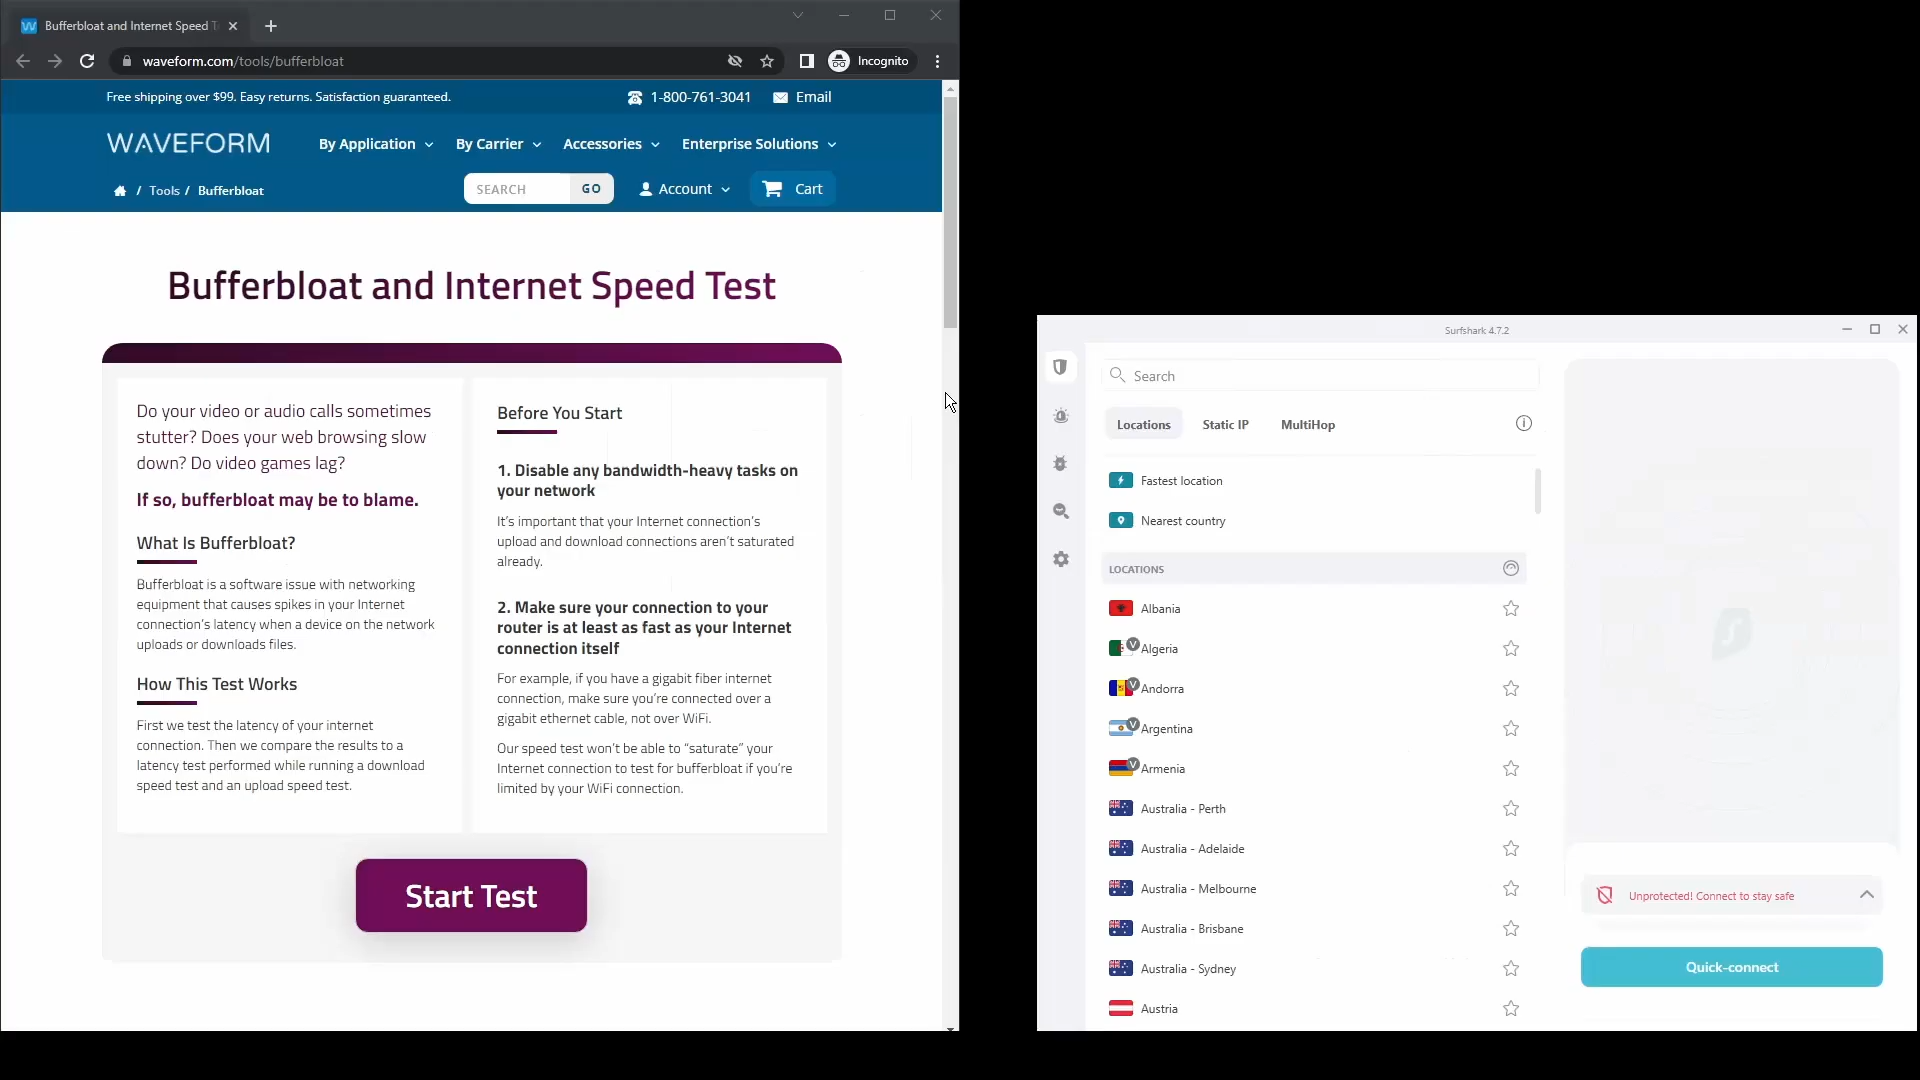 Bufferbloat and Internet Speed T
waveform.com/tools/bufferbloat
Incognito
Free shipping over $99. Easy returns. Satisfaction guaranteed.
1-800-761-3041
Email
WAVEFORM
By Application
By Carrier
Accessories
Enterprise Solutions
/ Tools / Bufferbloat
SEARCH
GO
Account
Cart
Bufferbloat and Internet Speed Test
Do your video or audio calls sometimes
stutter? Does your web browsing slow
down? Do video games lag?
If so, bufferbloat may be to blame.
What Is Bufferbloat?
Bufferbloat is a software issue with networking
equipment that causes spikes in your Internet
connection's latency when a device on the network
uploads or downloads files.
How This Test Works
First we test the latency of your internet
connection. Then we compare the results to a
latency test performed while running a download
speed test and an upload speed test.
Before You Start
1. Disable any bandwidth-heavy tasks on
your network
It's important that your Internet connection's
upload and download connections aren't saturated
already.
2. Make sure your connection to your
router is at least as fast as your Internet
connection itself
For example, if you have a gigabit fiber internet
connection, make sure you're connected over a
gigabit ethernet cable, not over WiFi.
Our speed test won't be able to “saturate” your
Internet connection to test for bufferbloat if you're
limited by your WiFi connection.
Start Test
Surfshark 4.7.2
Search
Locations
Static IP
MultiHop
Fastest location
Nearest country
LOCATIONS
Albania
V Algeria
V Andorra
V Argentina
V Armenia
Australia - Perth
Australia - Adelaide
Australia - Melbourne
Australia - Brisbane
Australia - Sydney
Austria
Unprotected! Connect to stay safe
Quick-connect